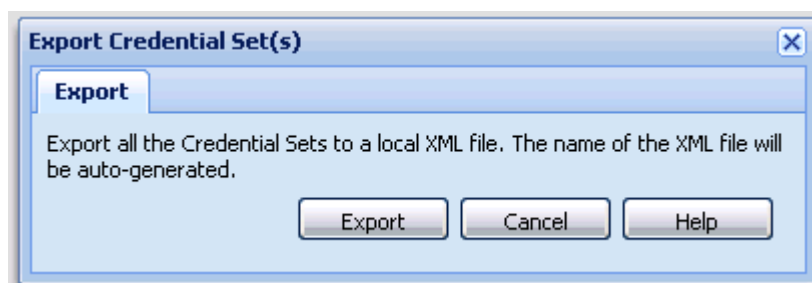 Export Credential Set(s)
Export
Export all the Credential Sets to a local XML file. The name of the XML file will
be auto-generated.
Export Cancel Help